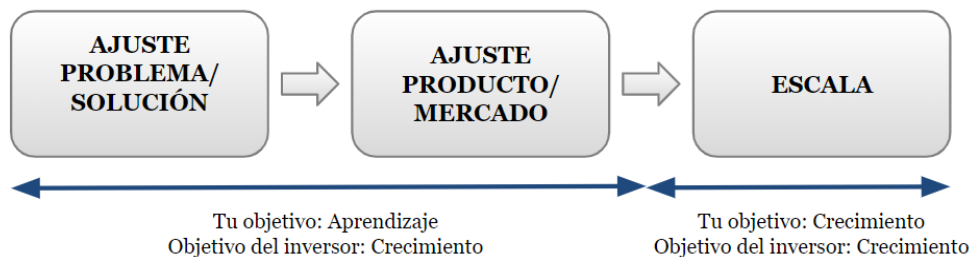 AJUSTE
PROBLEMA/
SOLUCIÓN
AJUSTE
PRODUCTO/
MERCADO
ESCALA
Tu objetivo: Aprendizaje
Objetivo del inversor: Crecimiento
Tu objetivo: Crecimiento
Objetivo del inversor: Crecimiento